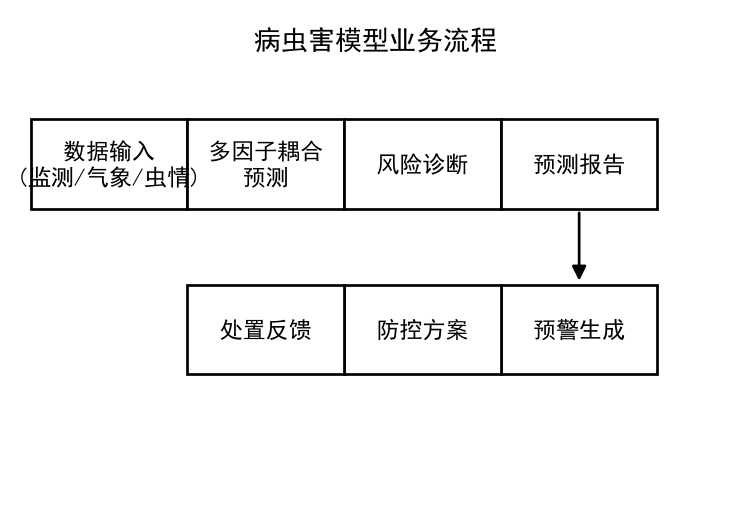 病虫害模型业务流程
数据输入
(监测/气象/虫情)
多因子耦合
预测
风险诊断
预测报告
处置反馈
防控方案
预警生成